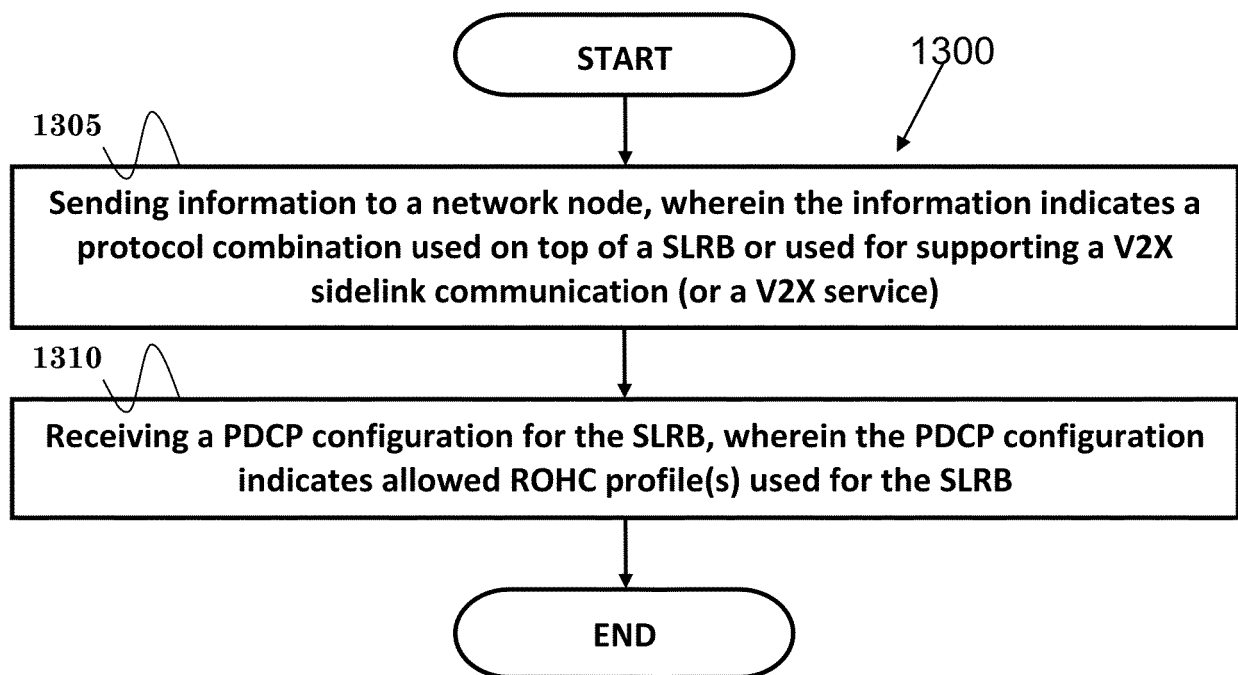 START
1300
1305
Sending information to a network node, wherein the information indicates a
protocol combination used on top of a SLRB or used for supporting a V2X
sidelink communication (or a V2X service)
1310
Receiving a PDCP configuration for the SLRB, wherein the PDCP configuration
indicates allowed ROHC profile(s) used for the SLRB
END